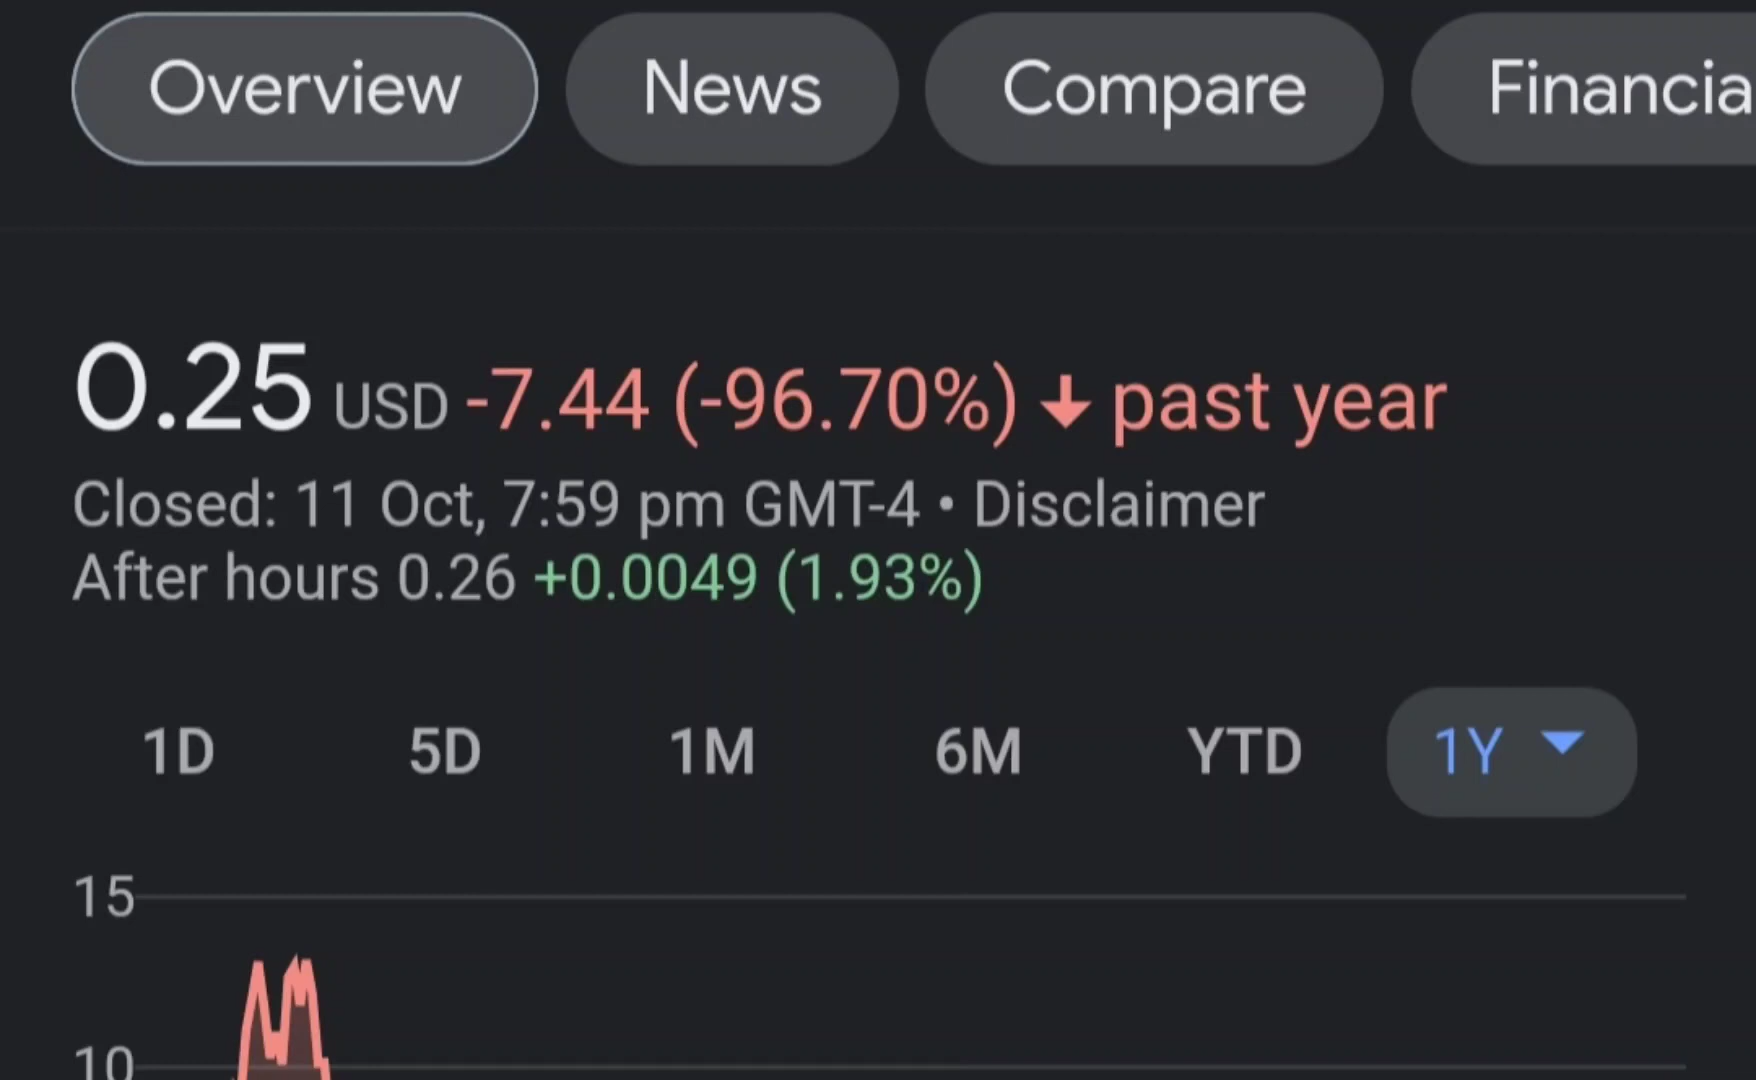 Overview News Compare Financia
0.25 USD -7.44 (-96.70%) ↓ past year
Closed: 11 Oct, 7:59 pm GMT-4 • Disclaimer
After hours 0.26 +0.0049 (1.93%)
1D 5D 1M 6M YTD 1Y
15
10